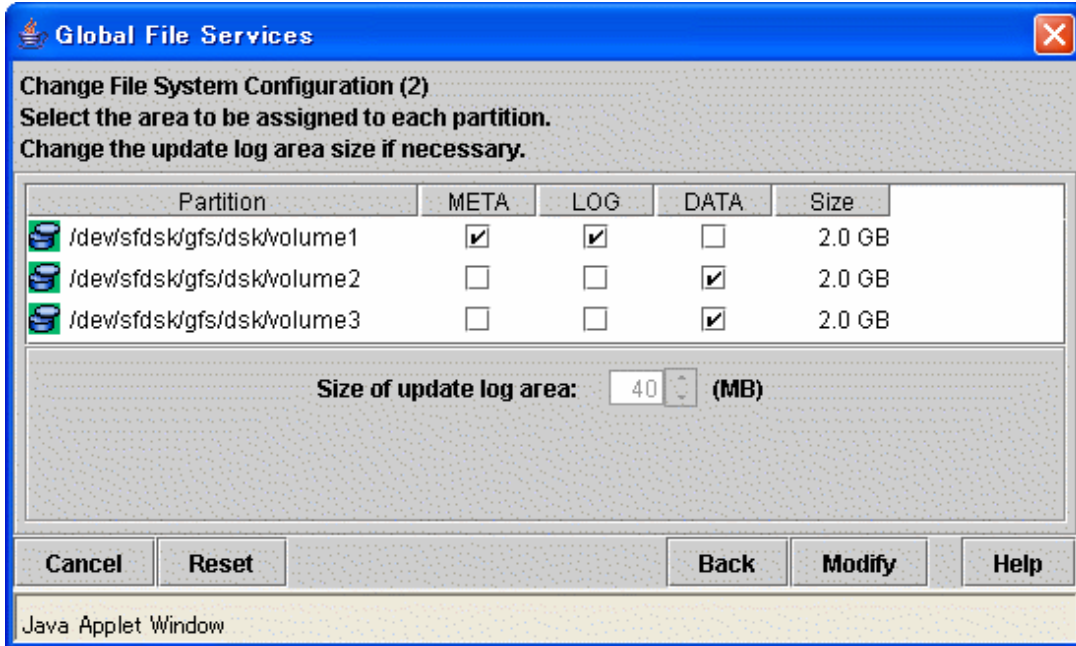 Global File Services
Change File System Configuration (2)
Select the area to be assigned to each partition.
Change the update log area size if necessary.
Partition META LOG DATA Size
/dev/sfdsk/gfs/dsk/volume1 2.0 GB
/dev/sfdsk/gfs/dsk/volume2 2.0 GB
/dev/sfdsk/gfs/dsk/volume3 2.0 GB
Size of update log area: 40 (MB)
Cancel Reset Back Modify Help
Java Applet Window